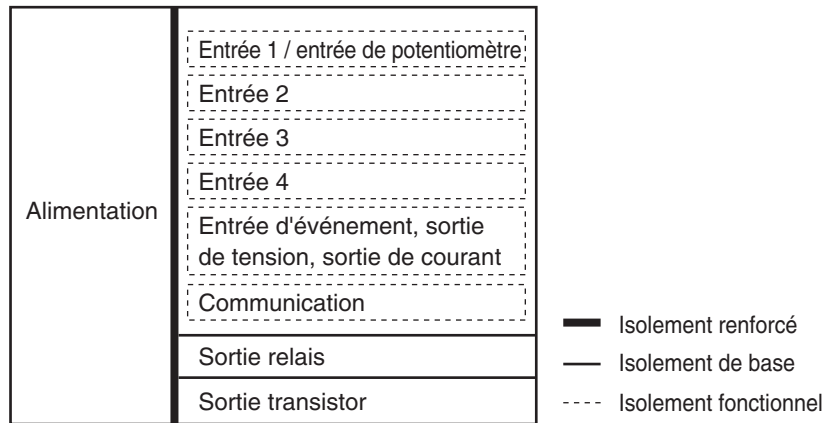 Alimentation
Entrée 1 / entrée de potentiomètre
Entrée 2
Entrée 3
Entrée 4
Entrée d'événement, sortie
de tension, sortie de courant
Communication
Sortie relais
Sortie transistor
Isolement renforcé
Isolement de base
Isolement fonctionnel